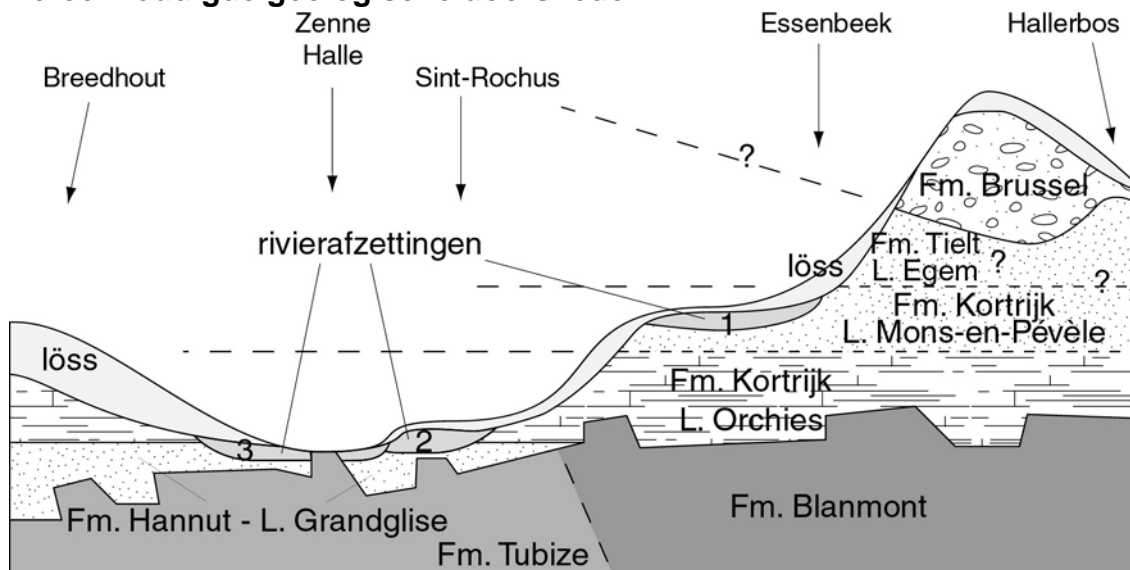 Zenne
Halle
Essenbeek
Hallerbos
Breedhout
Sint-Rochus
?
Fm. Brussel
rivierafzettingen
Fm. Tielt
L. Egem ?
?
löss
Fm. Kortrijk
L. Mons-en-Pévèle
1
löss
Fm. Kortrijk
L. Orchies
3
2
Fm. Hannut - L. Grandglise
Fm. Blanmont
Fm. Tubize